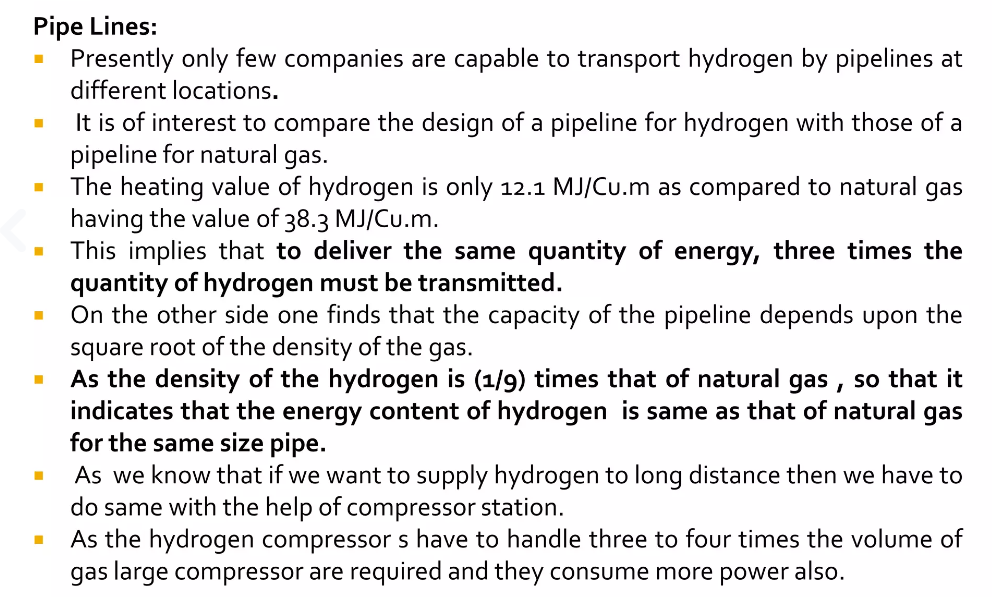 Pipe Lines:
▪ Presently only few companies are capable to transport hydrogen by pipelines at
different locations.
▪ It is of interest to compare the design of a pipeline for hydrogen with those of a
pipeline for natural gas.
▪ The heating value of hydrogen is only 12.1 MJ/Cu.m as compared to natural gas
having the value of 38.3 MJ/Cu.m.
▪ This implies that to deliver the same quantity of energy, three times the
quantity of hydrogen must be transmitted.
▪ On the other side one finds that the capacity of the pipeline depends upon the
square root of the density of the gas.
▪ As the density of the hydrogen is (1/9) times that of natural gas , so that it
indicates that the energy content of hydrogen is same as that of natural gas
for the same size pipe.
▪ As we know that if we want to supply hydrogen to long distance then we have to
do same with the help of compressor station.
▪ As the hydrogen compressor s have to handle three to four times the volume of
gas large compressor are required and they consume more power also.